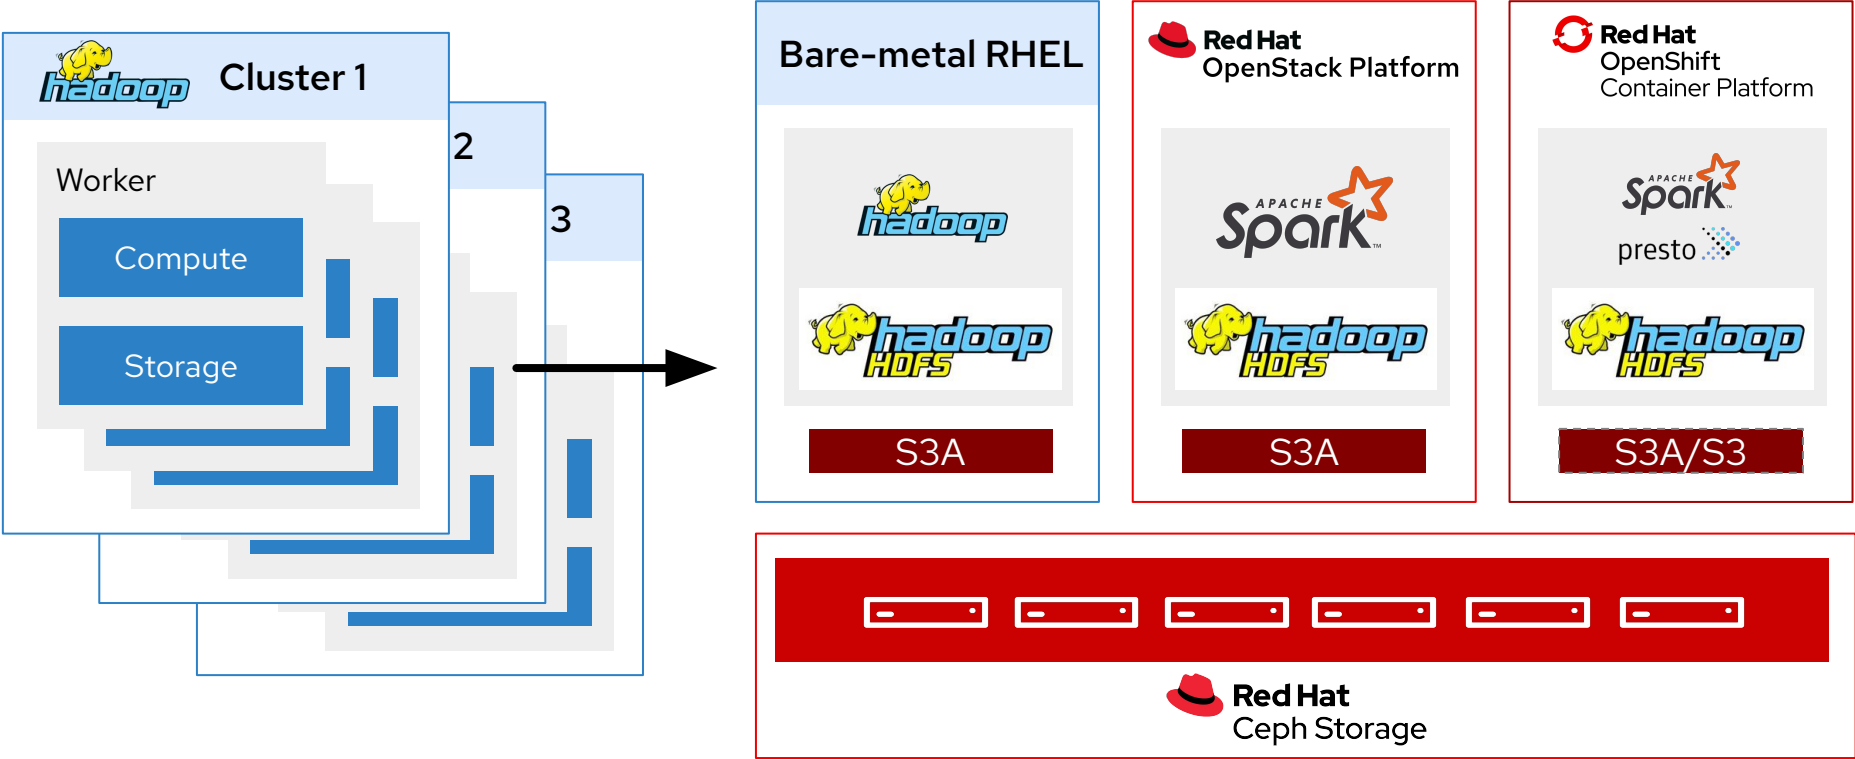 hadoop
Cluster 1
2
3
Worker
Compute
Storage
Bare-metal RHEL
hadoop
hadoop
HDFS
S3A
Red Hat
OpenStack Platform
APACHE
Spark™
hadoop
HDFS
S3A
Red Hat
OpenShift
Container Platform
APACHE
Spark™
presto
hadoop
HDFS
S3A/S3
Red Hat
Ceph Storage